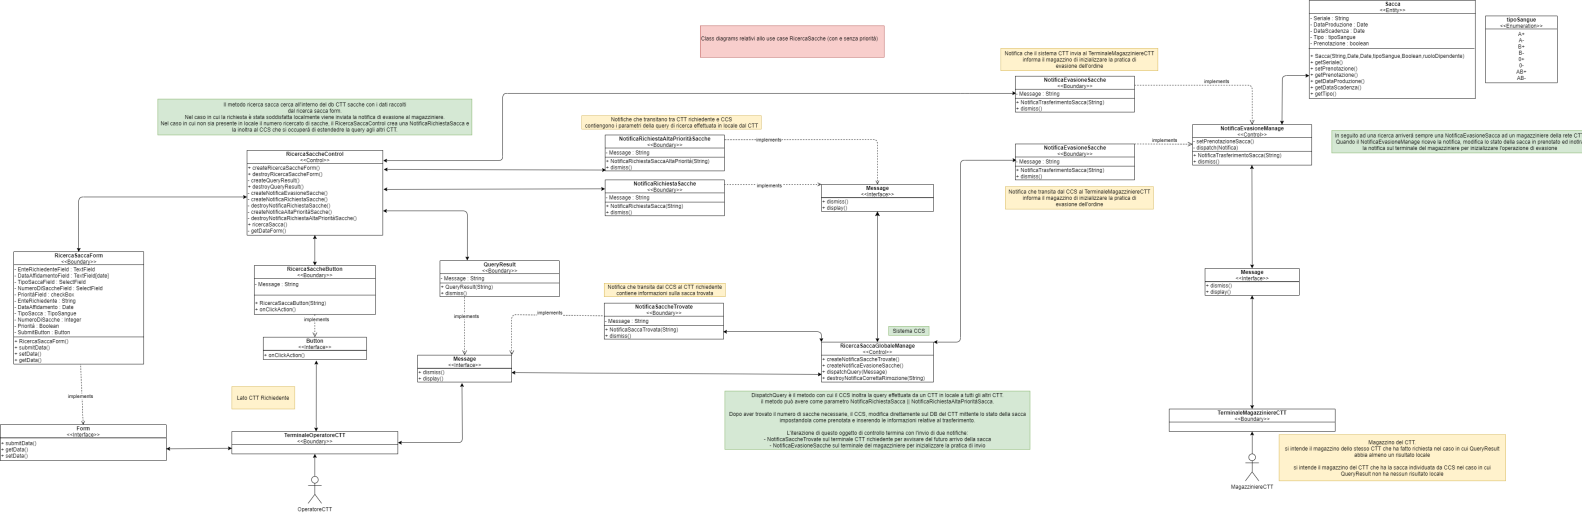 Class diagrams relativi allo use case RicercaSacche (con e senza priorità)
Sacca
<<Entity>>
- Seriale : String
- DataProduzione : Date
- DataScadenza : Date
- Tipo : tipoSangue
- Prenotazione : boolean
+ Sacca(String,Date,Date,tipoSangue,Boolean,ruoloDipendente)
+ getSeriale()
+ setPrenotazione()
+ getPrenotazione()
+ getDataProduzione()
+ getDataScadenza()
+ getTipo()
tipoSangue
<<Enumeration>>
A+
A-
B+
B-
0+
0-
AB+
AB-
Notifica che il sistema CTT invia al TerminaleMagazziniereCTT
informa il magazzino di inizializzare la pratica di
evasione dell'ordine
NotificaEvasioneSacche
<<Boundary>>
- Message : String
+ NotificaTrasferimentoSacca(String)
+ dismiss()
implements
Il metodo ricerca sacca cerca all'interno del db CTT sacche con i dati raccolti
dal ricerca sacca form.
Nel caso in cui la richiesta è stata soddisfatta localmente viene inviata la notifica di evasione al magazziniere.
Nel caso in cui non sia presente in locale il numero ricercato di sacche, il RicercaSaccheControl crea una NotificaRichiestaSacche e
la inoltra al CCS che si occuperà di estendere la query agli altri CTT.
Notifiche che transitano tra CTT richiedente e CCS
contengono i parametri della query di ricerca effettuata in locale dal CTT
NotificaRichiestaAltaPrioritàSacche
<<Boundary>>
- Message : String
+ NotificaRichiestaSaccaAltaPriorità(String)
+ dismiss()
implements
NotificaRichiestaSacche
<<Boundary>>
- Message : String
+ NotificaRichiestaSacca(String)
+ dismiss()
implements
Message
<<Interface>>
+ dismiss()
+ display()
NotificaEvasioneSacche
<<Boundary>>
- Message : String
+ NotificaTrasferimentoSacca(String)
+ dismiss()
implements
Notifica che transita dal CCS al TerminaleMagazziniereCTT
informa il magazzino di inizializzare la pratica di
evasione dell'ordine
NotificaEvasioneManage
<<Control>>
- setPrenotazioneSacca()
- dispatch(Notifica)
+ NotificaTrasferimentoSacca(String)
+ dismiss()
In seguito ad una ricerca arriverà sempre una NotificaEvasioneSacca ad un magazziniere della rete CTT
Quando il NotificaEvasioneManage riceve la notifica, modifica lo stato della sacca in prenotato ed
la notifica sul terminale del magazziniere per inizializzare l'operazione di evasione
RicercaSaccheControl
<<Control>>
+ createRicercaSaccheForm()
+ destroyRicercaSaccheForm()
- createQueryResult()
- destroyQueryResult()
- createNotificaEvasioneSacche()
- createNotificaRichiestaSacche()
- destroyNotificaRichiestaSacche()
- createNotificaAltaPrioritàSacche()
- destroyNotificaRichiestaAltaPrioritàSacche()
+ ricercaSacca()
- getDataForm()
RicercaSaccaForm
<<Boundary>>
- EnteRichiedenteField : TextField
- DataAffidamentoField : TextField[date]
- TipoSaccaField : SelectField
- NumeroDiSaccheField : SelectField
- PrioritàField : checkBox
- EnteRichiedente : String
- DataAffidamento : Date
- TipoSacca : TipoSangue
- NumeroDiSacche : Integer
- Priorità : Boolean
- SubmitButton : Button
+ RicercaSaccaForm()
+ submitData()
+ setData()
+ getData()
implements
Form
<<Interface>>
+ submitData()
+ getData()
+ setData()
RicercaSaccheButton
<<Boundary>>
- Message : String
+ RicercaSaccaButton(String)
+ onClickAction()
implements
Button
<<Interface>>
+ onClickAction()
Lato CTT Richiedente
TerminaleOperatoreCTT
<<Boundary>>
OperatoreCTT
QueryResult
<<Boundary>>
- Message : String
+ QueryResult(String)
+ dismiss()
implements
Message
<<Interface>>
+ dismiss()
+ display()
Notifica che transita dal CCS al CTT richiedente
contiene informazioni sulla sacca trovata
NotificaSaccheTrovate
<<Boundary>>
- Message : String
+ NotificaSaccaTrovata(String)
+ dismiss()
implements
Sistema CCS
RicercaSaccaGlobaleManage
<<Control>>
+ createNotificaSaccheTrovate()
+ createNotificaEvasioneSacche()
+ dispatchQuery(Message)
+ destroyNotificaCorrettaRimozione(String)
DispatchQuery è il metodo con cui il CCS inoltra la query effetuata da un CTT in locale a tutti gli altri CTT.
il metodo può avere come parametro NotificaRichiestaSacca || NotificaRichiestaAltaPrioritàSacca.
Dopo aver trovato il numero di sacche necessarie, il CCS, modifica direttamente sul DB del CCT mittente lo stato della sacca
impostandola come prenotata e inserendo le informazioni relative al trasferimento.
L'iterazione di questo oggetto di controllo termina con l'invio di due notifiche:
- NotificaSaccheTrovate sul terminale CTT richiedente per avvisare del futuro arrivo della sacca
- NotificaEvasioneSacche sul terminale del magazziniere per inizializzare la pratica di invio
Message
<<Interface>>
+ dismiss()
+ display()
TerminaleMagazziniereCTT
<<Boundary>>
MagazziniereCTT
Magazzino del CTT
si intende il magazzino dello stesso CTT che ha fatto richiesta nel caso in cui QueryResult
abbia almeno un risultato locale
si intende il magazzino del CTT che ha la sacca individuata da CCS nel caso in cui
QueryResult non ha nessun risultato locale